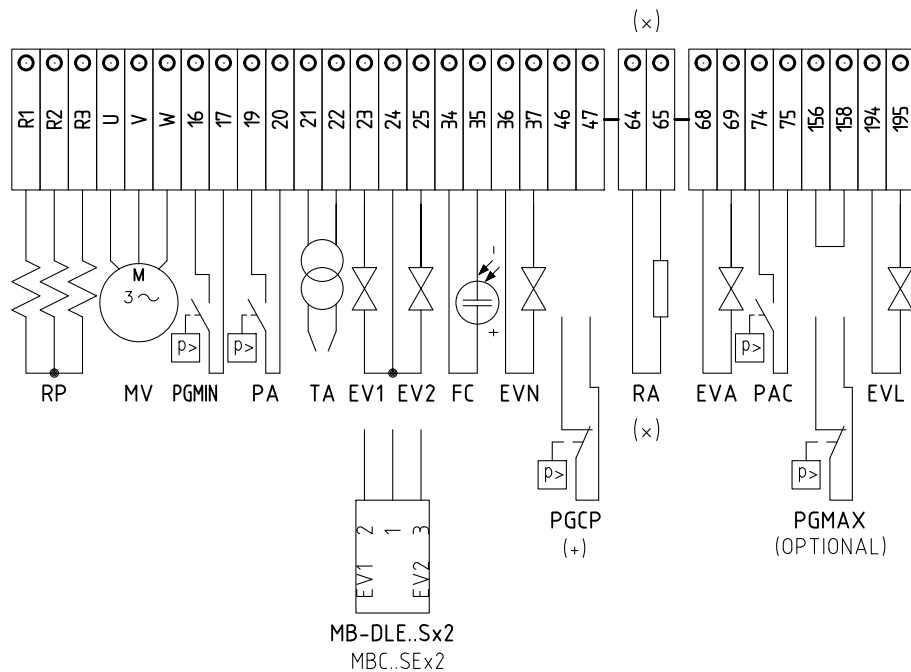 (x)
R1 R2 R3 U V W 16 17 19 20 21 22 23 24 25 34 35 36 37 46 47 64 65 68 69 74 75 156 158 194 195
M
3~
-
+
p> p> p>
RP MV PGMIN PA TA EV1 EV2 FC EVN RA EVA PAC EVL
(x)
p> p>
PGCP
(+)
PGMAX
(OPTIONAL)
2 1 3
EV1 EV2
MB-DLE..Sx2
MBC..SEx2